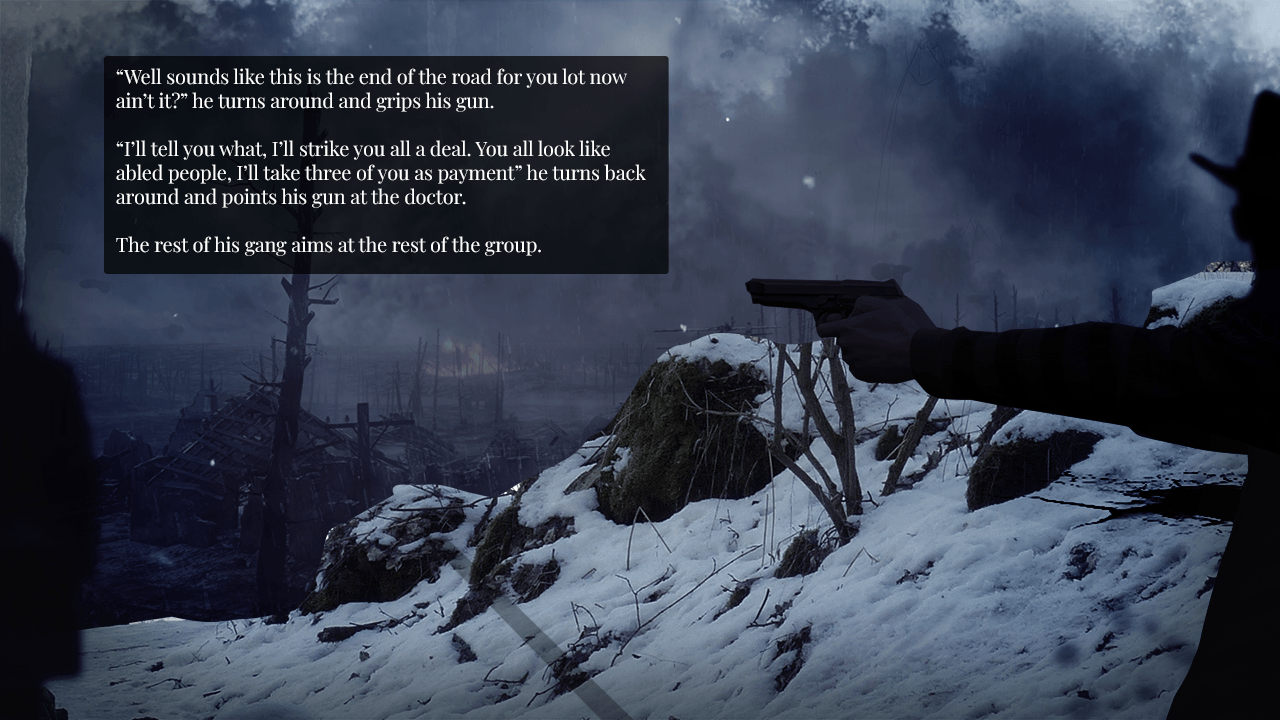 “Well sounds like this is the end of the road for you lot now
ain’t it?” he turns around and grips his gun.
“I’ll tell you what, I’ll strike you all a deal. You all look like
abled people, I’ll take three of you as payment” he turns back
around and points his gun at the doctor.
The rest of his gang aims at the rest of the group.